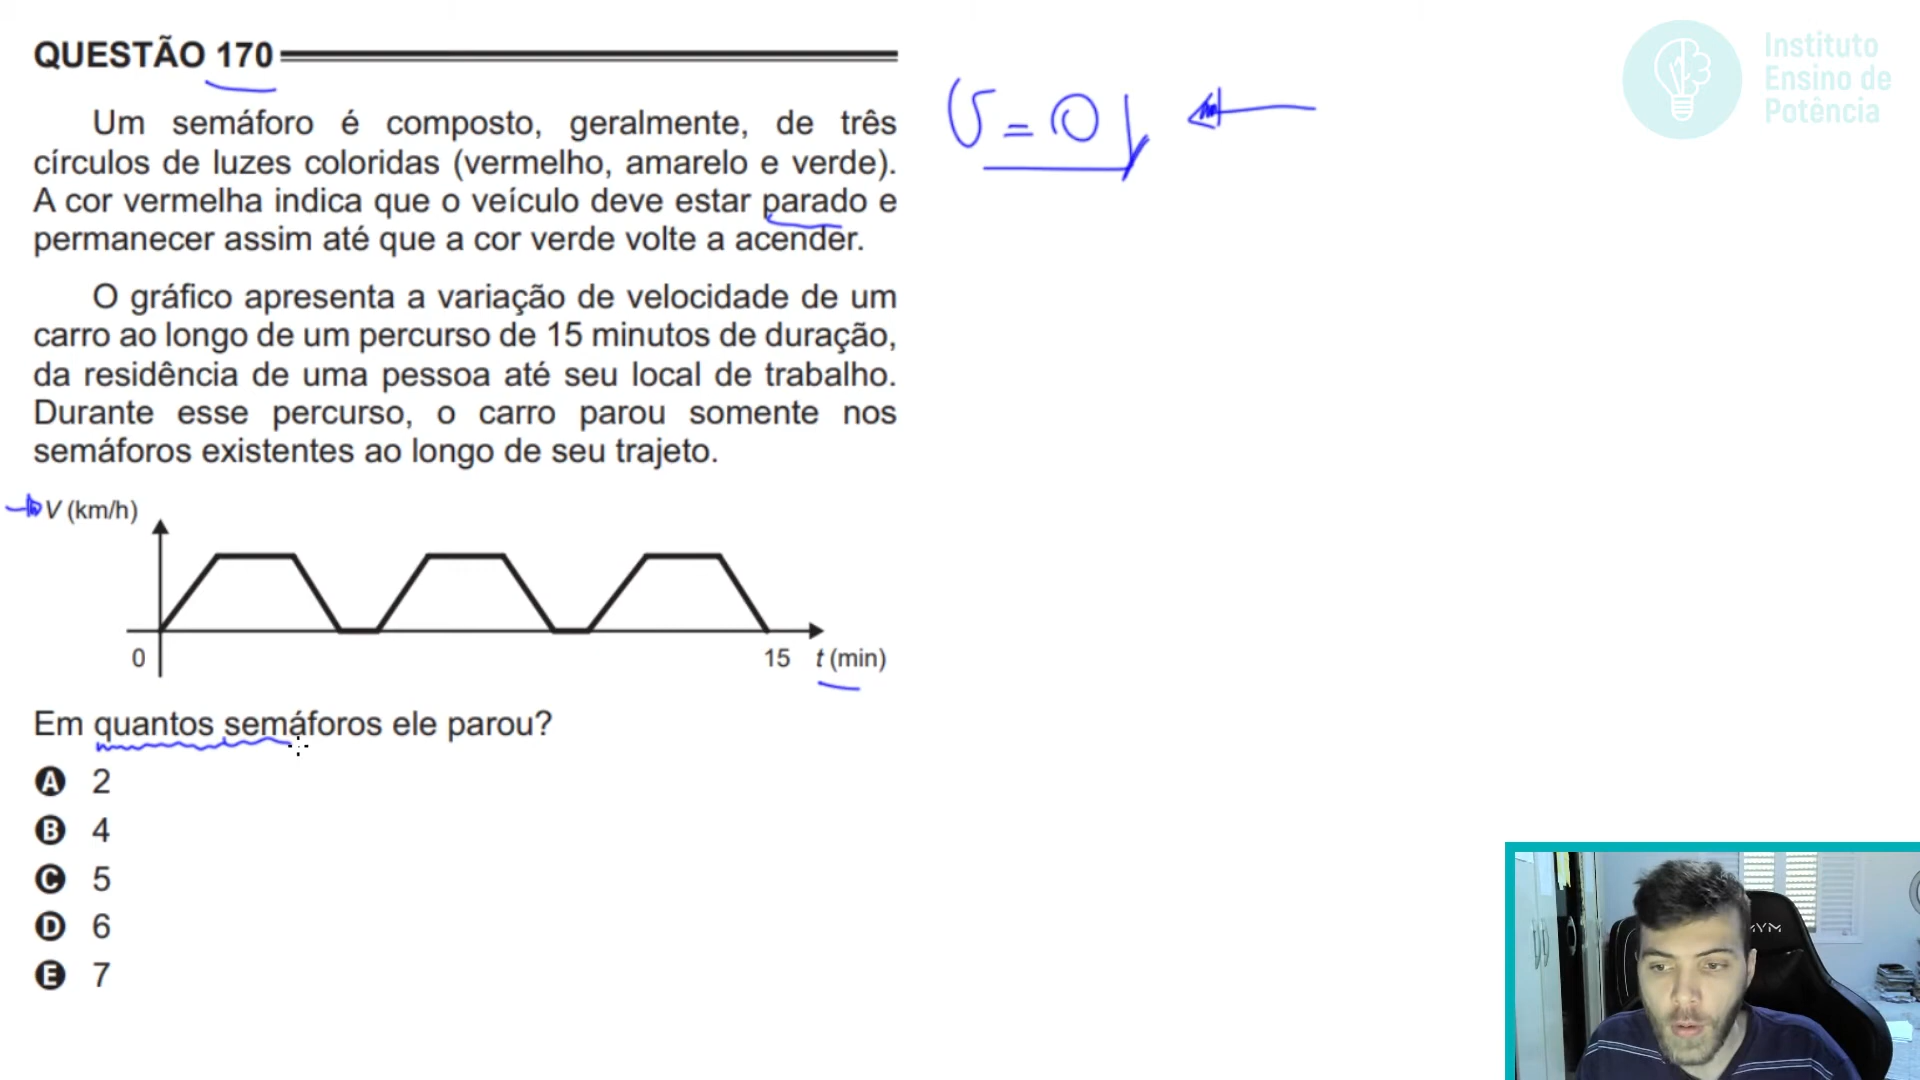 QUESTÃO 170
Um semáforo é composto, geralmente, de três
círculos de luzes coloridas (vermelho, amarelo e verde).
A cor vermelha indica que o veículo deve estar parado e
permanecer assim até que a cor verde volte a acender.
O gráfico apresenta a variação de velocidade de um
carro ao longo de um percurso de 15 minutos de duração,
da residência de uma pessoa até seu local de trabalho.
Durante esse percurso, o carro parou somente nos
semáforos existentes ao longo de seu trajeto.
V (km/h)
0
15
t (min)
Em quantos semáforos ele parou?
A 2
B 4
C 5
D 6
E 7
v = 0
Instituto
Ensino de
Potência
MYM